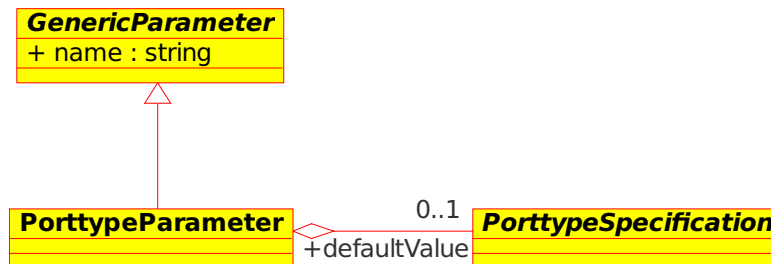 GenericParameter
+ name : string
PorttypeParameter
0..1
+defaultValue
PorttypeSpecification